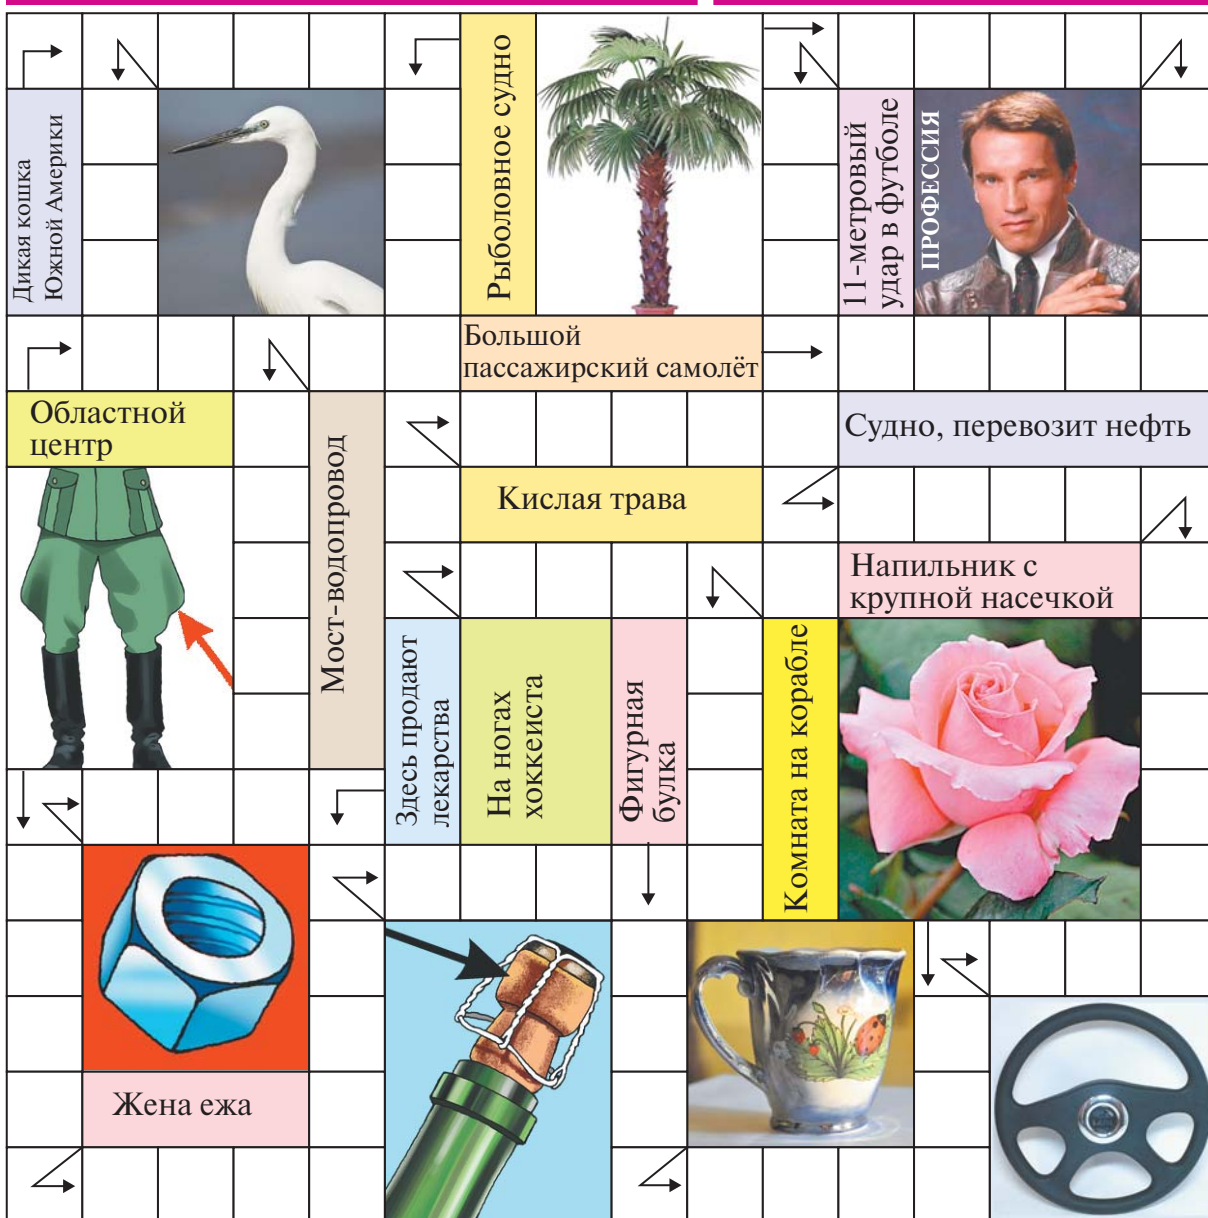 Дикая кошка
Южной Америки
Рыболовное судно
11-метровый
удар в футболе
ПРОФЕССИЯ
Большой
пассажирский самолёт
Областной
центр
Мост-водопровод
Судно, перевозит нефть
Кислая трава
Напильник с
крупной насечкой
Здесь продают
лекарства
На ногах
хоккеиста
Фигурная
булка
Комната на корабле
Жена ежа